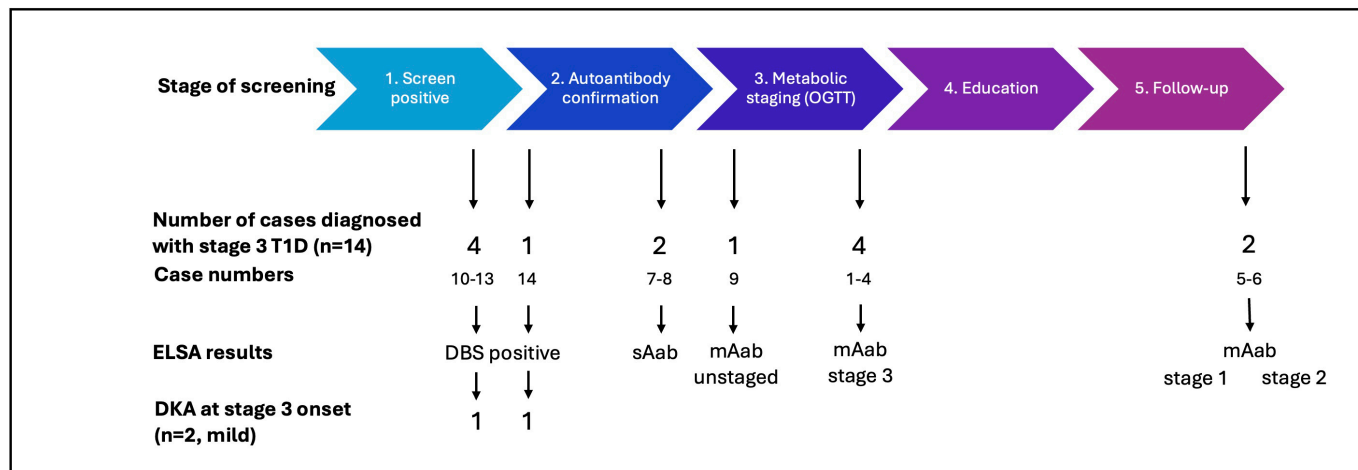 Stage of screening
1. Screen
positive
2. Autoantibody
confirmation
3. Metabolic
staging (OGTT)
4. Education
5. Follow-up
Number of cases diagnosed
with stage 3 T1D (n=14)
4 1 2 1 4 2
Case numbers
10-13 14 7-8 9 1-4 5-6
ELSA results
DBS positive
sAab
mAab
unstaged
mAab
stage 3
mAab
stage 1 stage 2
DKA at stage 3 onset
(n=2, mild)
1 1